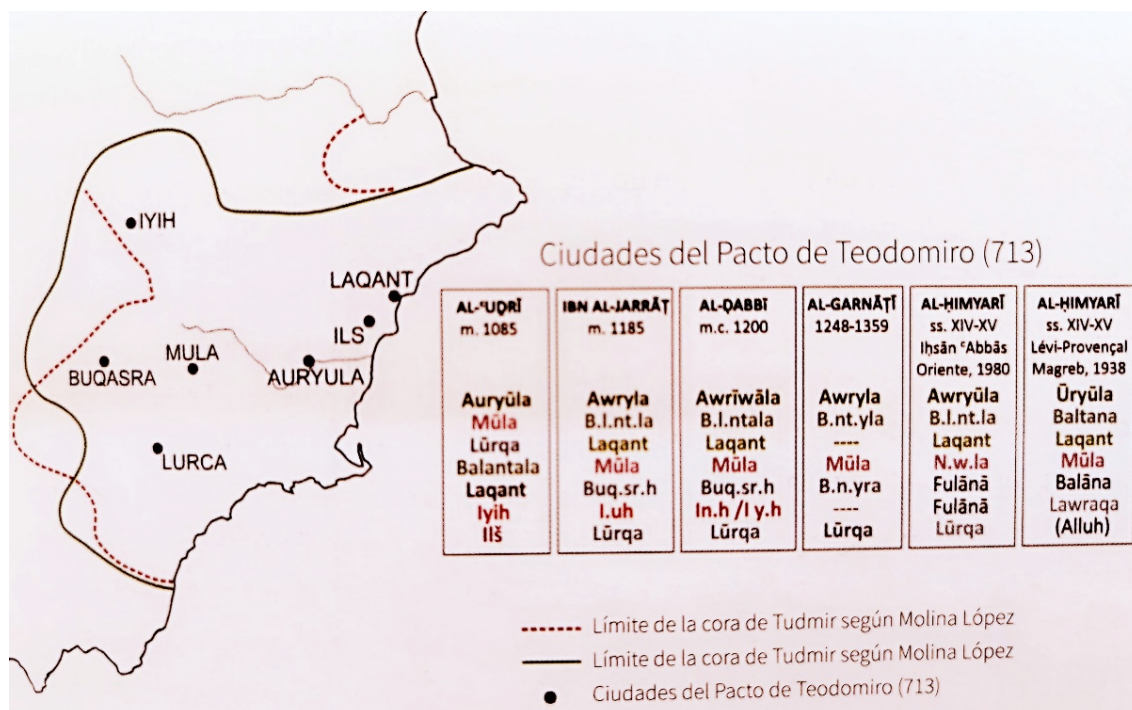 IYIH
LAQANT
ILS
MULA
BUQASRA
AURYULA
LURCA
Ciudades del Pacto de Teodomiro (713)
AL-ᶜUḎRĪ
m. 1085
Auryūla
Mūla
Lūrqa
Balantala
Laqant
Iyih
Ilš
IBN AL-JARRĀṬ
m. 1185
Awryla
B.l.nt.la
Laqant
Mūla
Buq.sr.h
I.uh
Lūrqa
AL-ḌABBĪ
m.c. 1200
Awrīwāla
B.l.ntala
Laqant
Mūla
Buq.sr.h
In.h /I y.h
Lūrqa
AL-GARNĀṬĪ
1248-1359
Awryla
B.nt.yla
----
Mūla
B.n.yra
----
Lūrqa
AL-ḤIMYARĪ
ss. XIV-XV
Iḥsān ᶜAbbās
Oriente, 1980
Awryūla
B.l.nt.la
Laqant
N.w.la
Fulānā
Fulānā
Lūrqa
AL-ḤIMYARĪ
ss. XIV-XV
Lévi-Provençal
Magreb, 1938
Ūryūla
Baltana
Laqant
Mūla
Balāna
Lawraqa
(Alluh)
Límite de la cora de Tudmir según Molina López
Límite de la cora de Tudmir según Molina López
Ciudades del Pacto de Teodomiro (713)